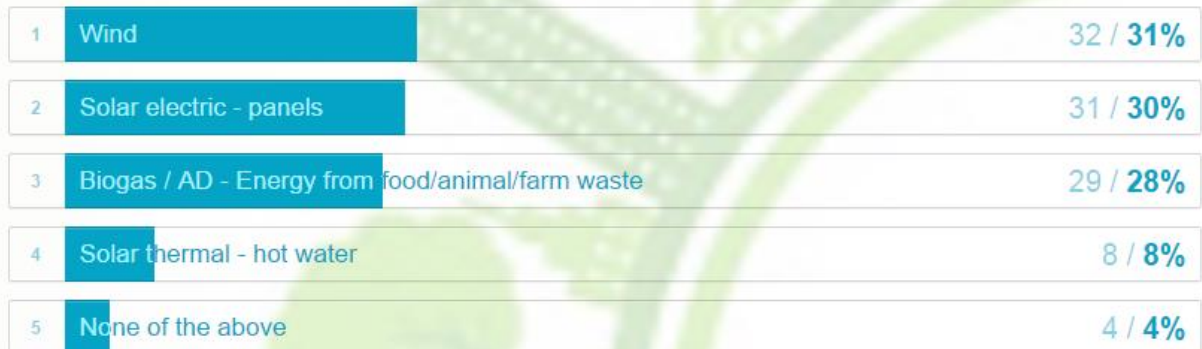 1 Wind 32 / 31%
2 Solar electric - panels 31 / 30%
3 Biogas / AD - Energy from food/animal/farm waste 29 / 28%
4 Solar thermal - hot water 8 / 8%
5 None of the above 4 / 4%